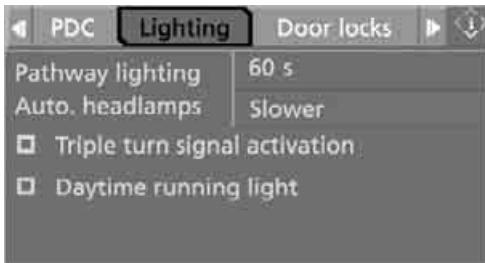 PDC Lighting Door locks
Pathway lighting 60 s
Auto. headlamps Slower
Triple turn signal activation
Daytime running light